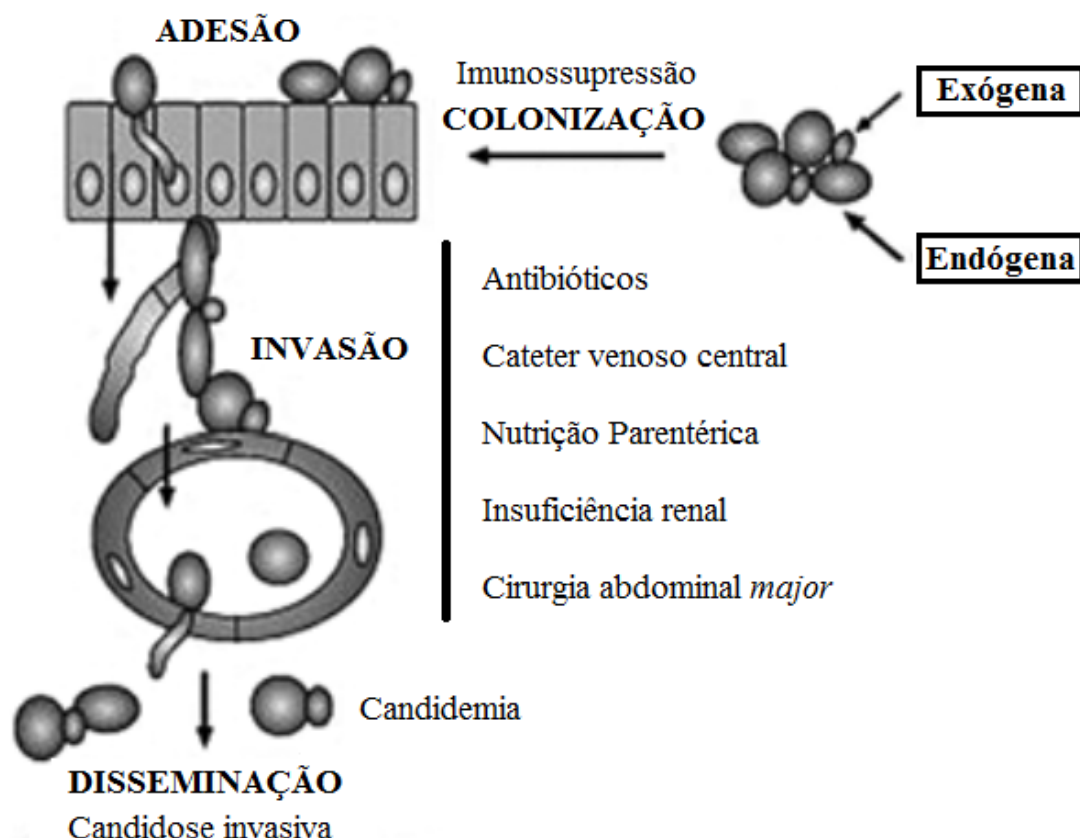 ADESÃO
Imunossupressão
COLONIZAÇÃO
Exógena
Endógena
Antibióticos
INVASÃO
Cateter venoso central
Nutrição Parentérica
Insuficiência renal
Cirurgia abdominal major
Candidemia
DISSEMINAÇÃO
Candidose invasiva